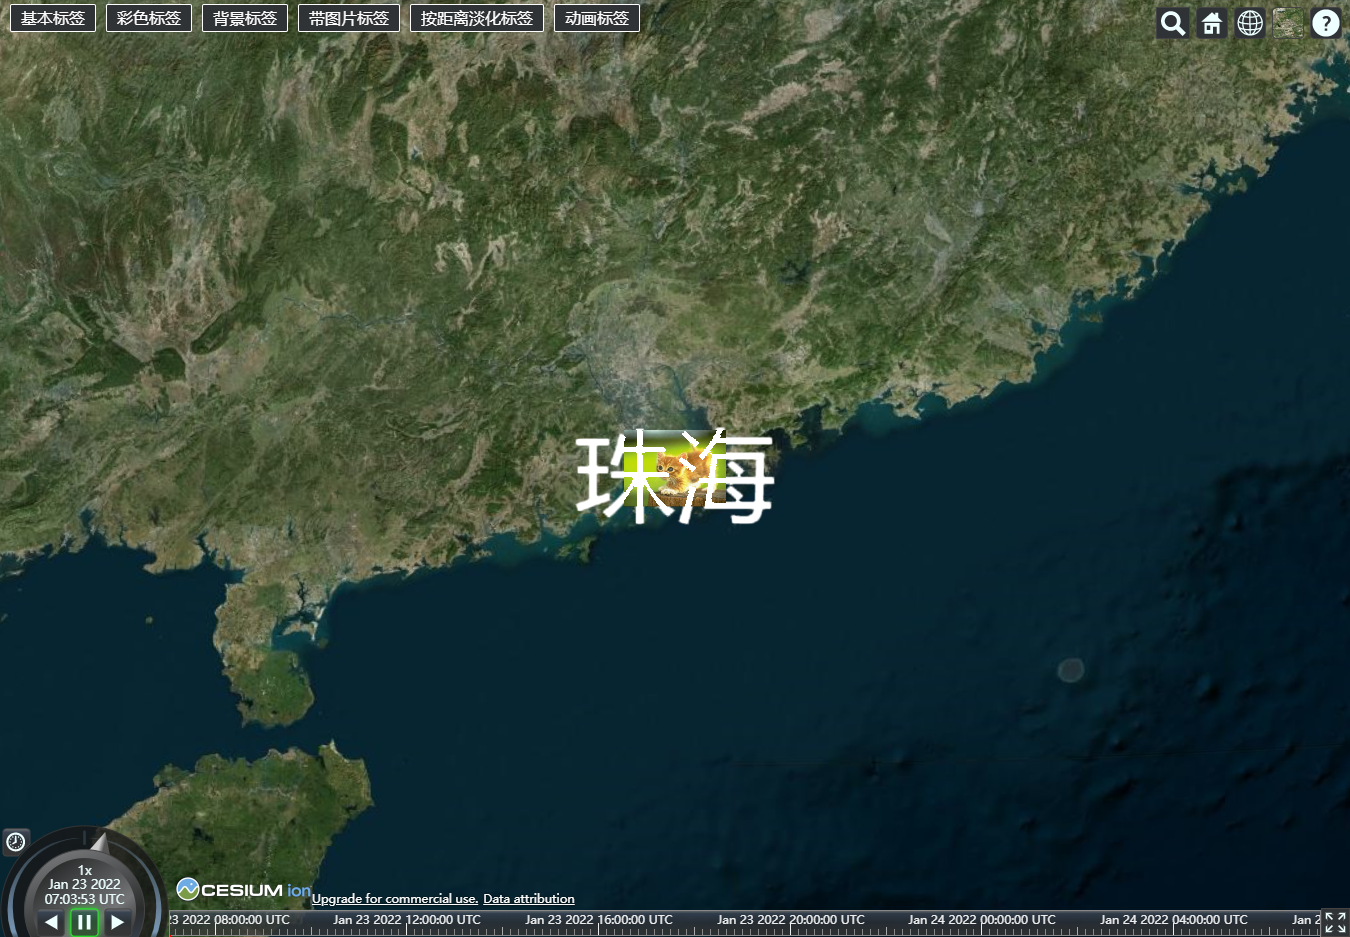 基本标签 彩色标签 背景标签 带图片标签 按距离淡化标签 动画标签
?
珠海
1x
Jan 23 2022
07:03:53 UTC
CESIUM ion
Upgrade for commercial use. Data attribution
23 2022 08:00:00 UTC Jan 23 2022 12:00:00 UTC Jan 23 2022 16:00:00 UTC Jan 23 2022 20:00:00 UTC Jan 24 2022 00:00:00 UTC Jan 24 2022 04:00:00 UTC Jan 2